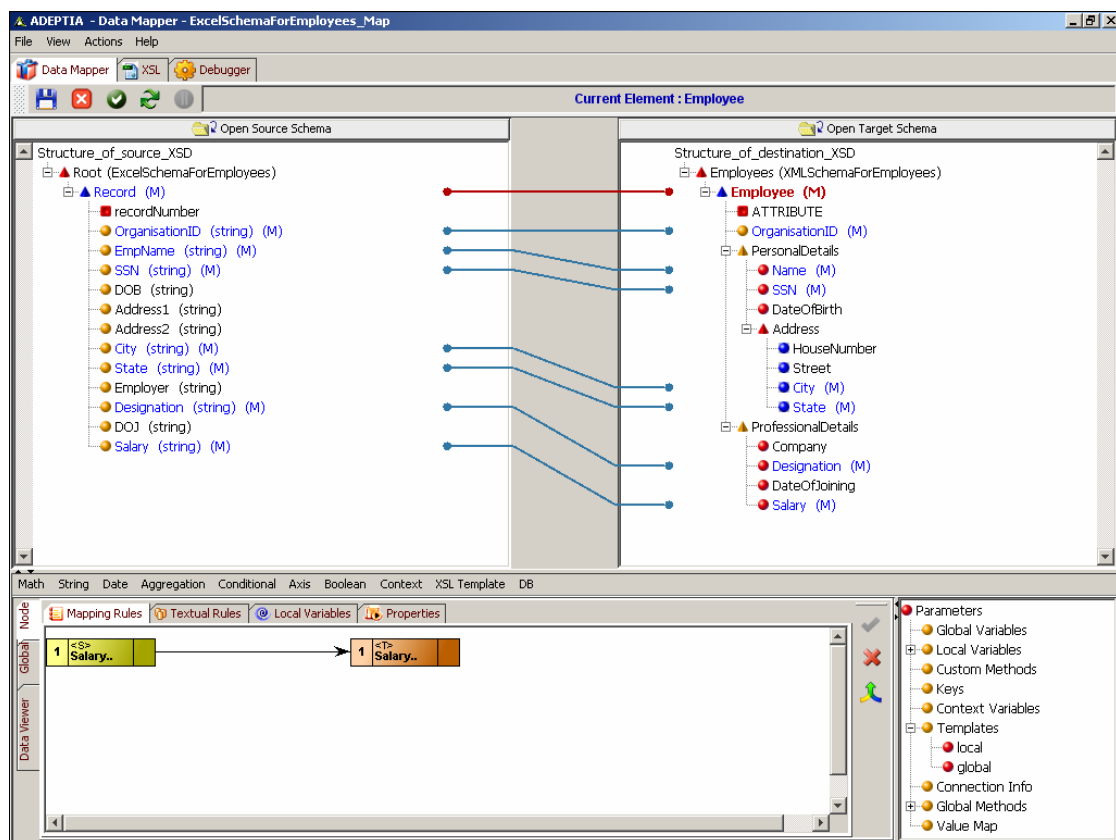 ADEPTIA - Data Mapper - ExcelSchemaForEmployees_Map
File View Actions Help
Data Mapper XSL Debugger
Current Element : Employee
Open Source Schema
Open Target Schema
Structure_of_source_XSD
Root (ExcelSchemaForEmployees)
Record (M)
recordNumber
OrganisationID (string) (M)
EmpName (string) (M)
SSN (string) (M)
DOB (string)
Address1 (string)
Address2 (string)
City (string) (M)
State (string) (M)
Employer (string)
Designation (string) (M)
DOJ (string)
Salary (string) (M)
Structure_of_destination_XSD
Employees (XMLSchemaForEmployees)
Employee (M)
ATTRIBUTE
OrganisationID (M)
PersonalDetails
Name (M)
SSN (M)
DateOfBirth
Address
HouseNumber
Street
City (M)
State (M)
ProfessionalDetails
Company
Designation (M)
DateOfJoining
Salary (M)
Math String Date Aggregation Conditional Axis Boolean Context XSL Template DB
Node
Global
Data Viewer
Mapping Rules Textual Rules Local Variables Properties
1 <S> Salary..
1 <T> Salary..
Parameters
Global Variables
Local Variables
Custom Methods
Keys
Context Variables
Templates
local
global
Connection Info
Global Methods
Value Map